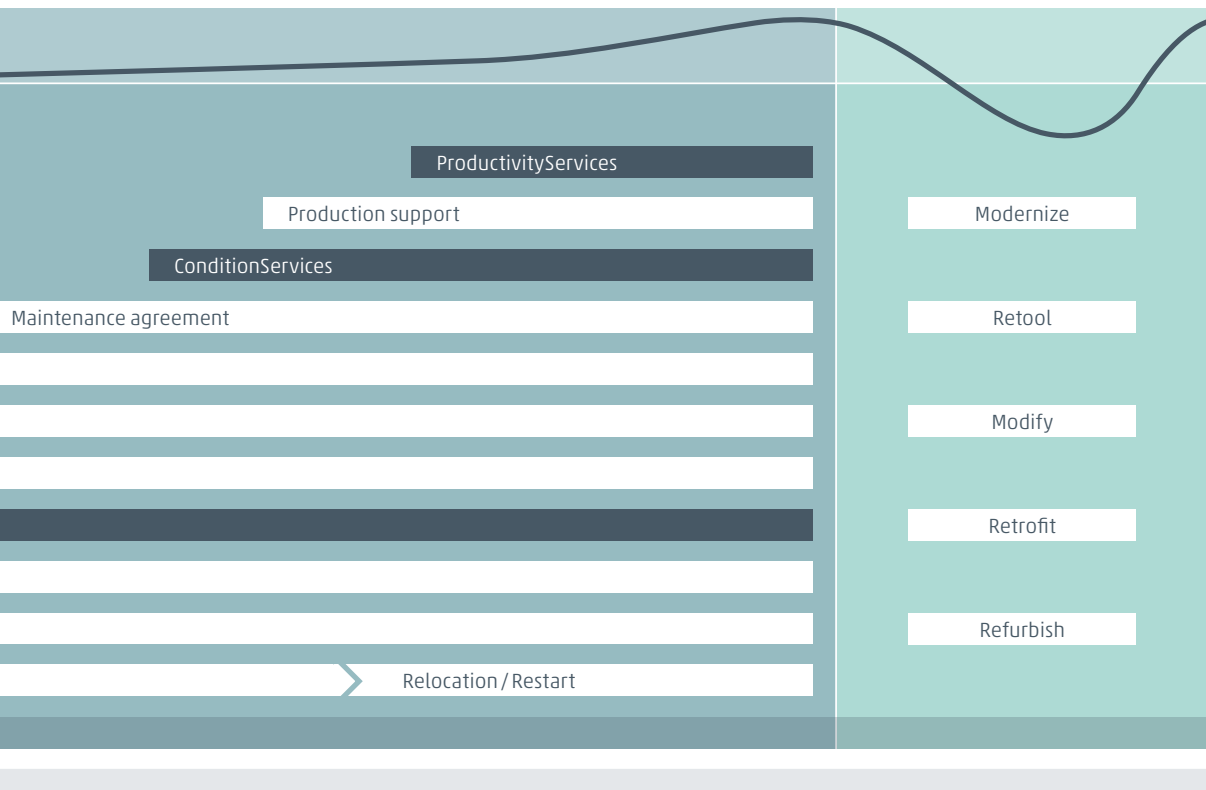 ProductivityServices
Production support
ConditionServices
Maintenance agreement
Relocation / Restart
Modernize
Retool
Modify
Retrofit
Refurbish